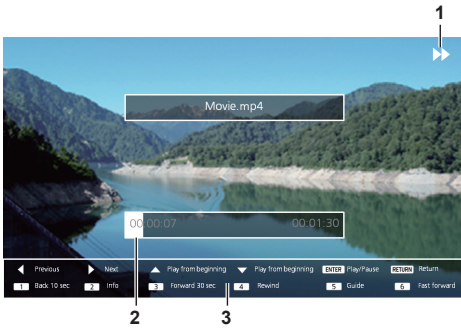 1
Movie.mp4
00:00:07 00:01:30
Previous Next Play from beginning Play from beginning ENTER Play/Pause RETURN Return
1 Back 10 sec 2 Info 3 Forward 30 sec 4 Rewind 5 Guide 6 Fast forward
2 3